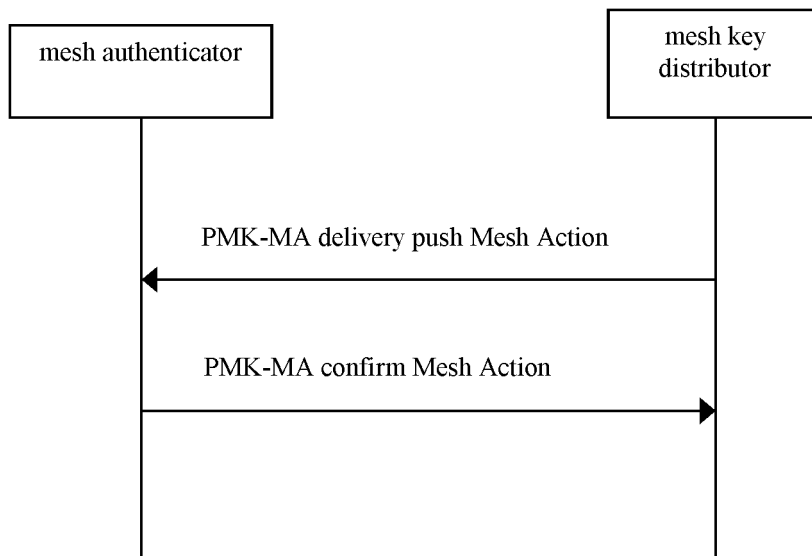 mesh authenticator
mesh key
distributor
PMK-MA delivery push Mesh Action
PMK-MA confirm Mesh Action